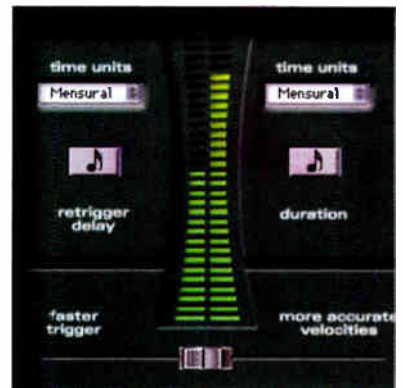 time units
time units
Mensural
Mensural
retrigger
delay
duration
faster
trigger
more accurate
velocities